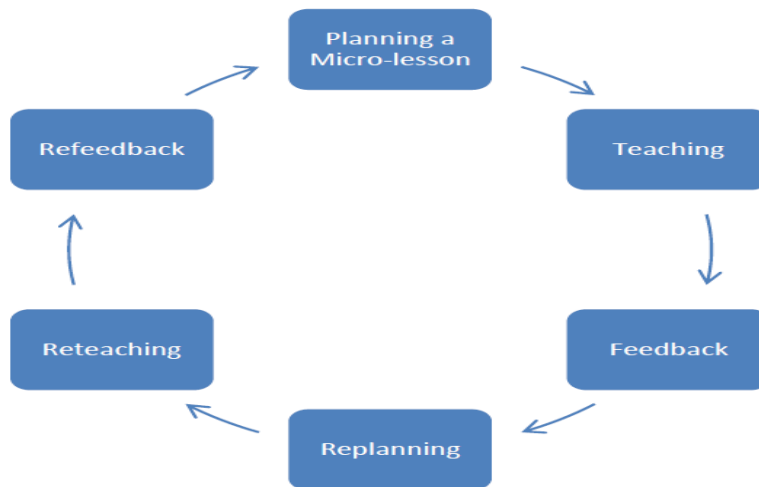 Planning a
Micro-lesson
Teaching
Feedback
Replanning
Reteaching
Refeedback